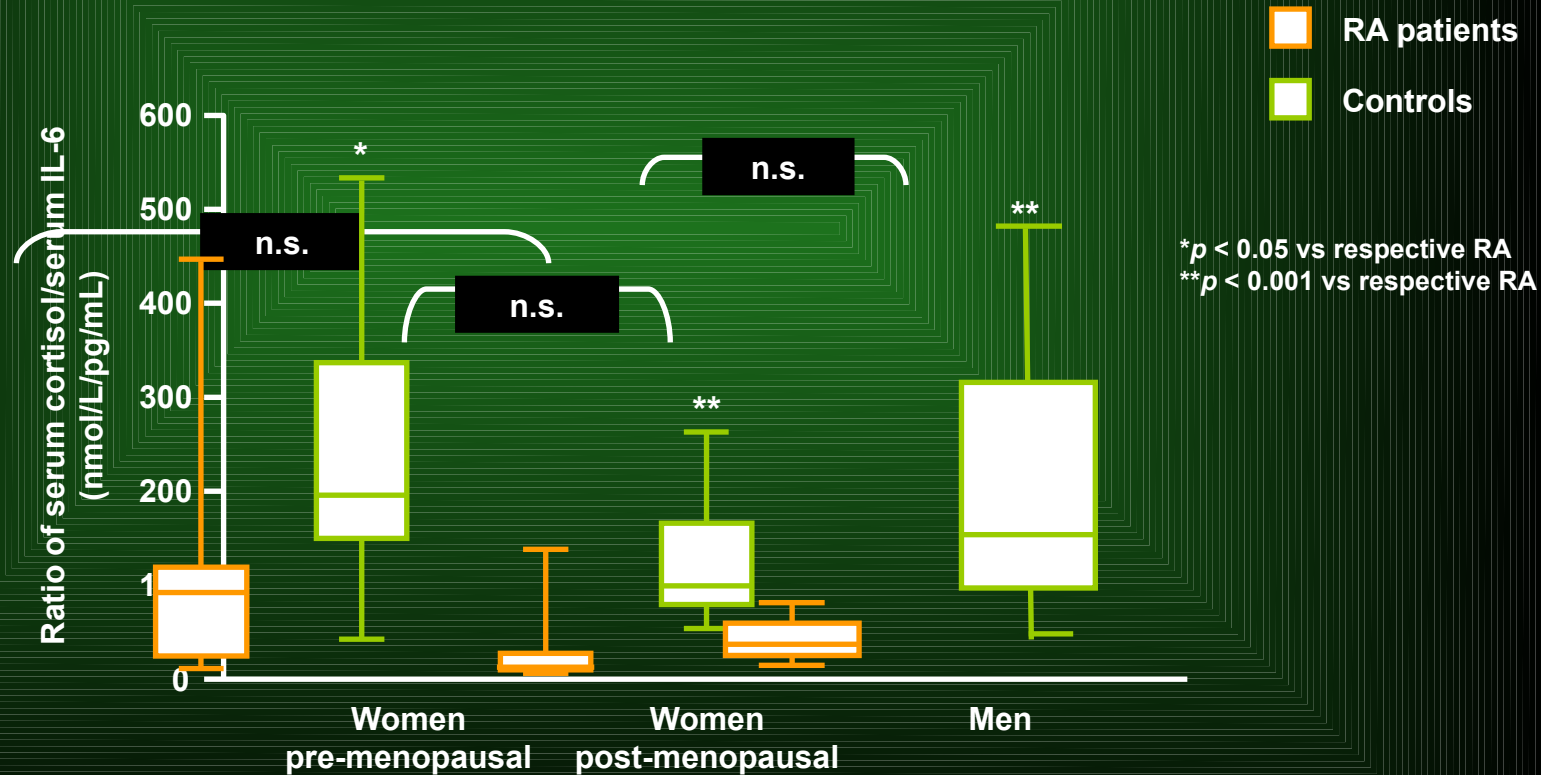 RA patients
Controls
Ratio of serum cortisol/serum IL-6
(nmol/L/pg/mL)
600
500
400
300
200
1
0
*
n.s.
n.s.
n.s.
**
**
*p < 0.05 vs respective RA
**p < 0.001 vs respective RA
Women
pre-menopausal
Women
post-menopausal
Men